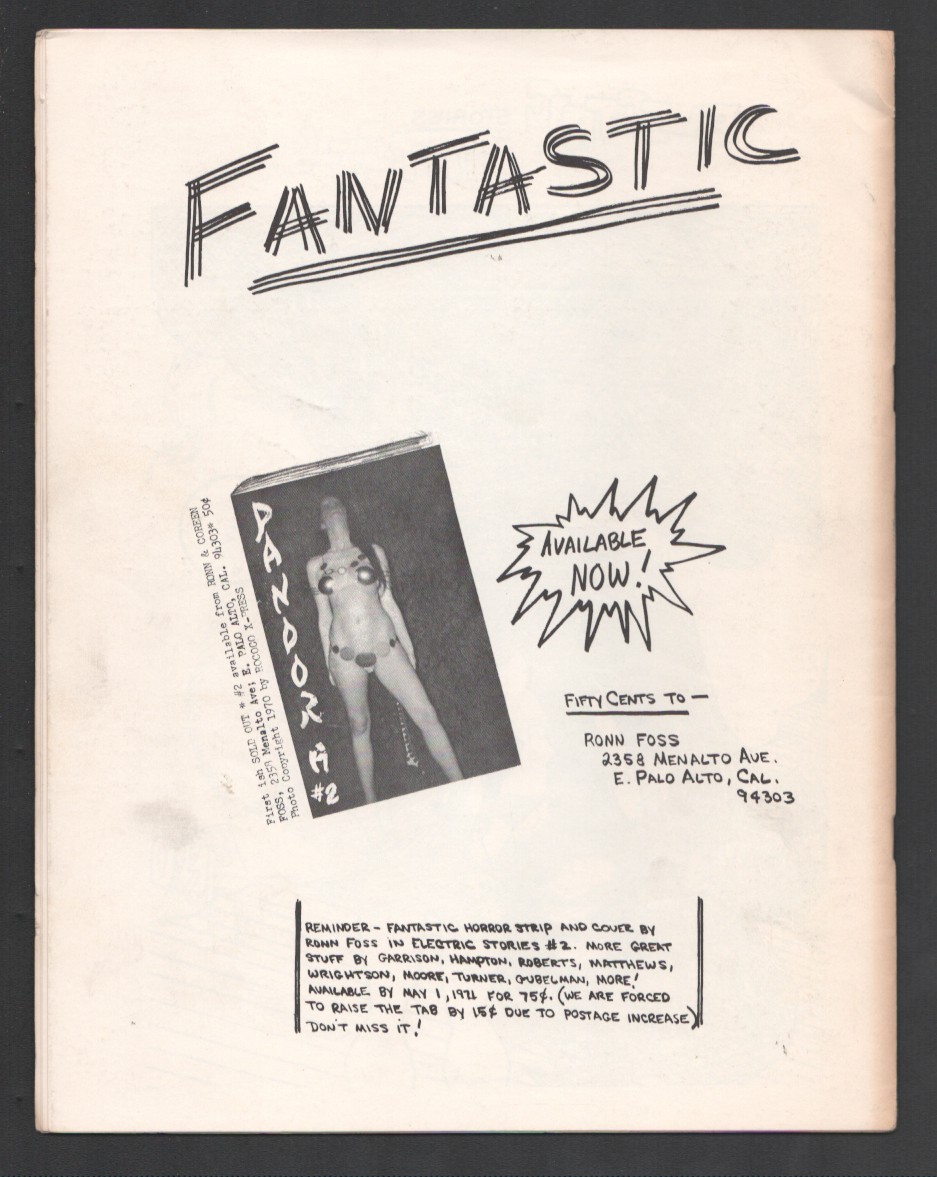 FANTASTIC
First ish SOLD OUT * #2 available from RONN & COREEN
FOSS, 2358 Menalto Ave; E. PALO ALTO, CAL. 94303* 50¢
Photo Copyright 1970 by ROCOCO X-PRESS
#2
AVAILABLE
NOW!
FIFTY CENTS TO —
RONN FOSS
2358 MENALTO AVE.
E. PALO ALTO, CAL.
94303
REMINDER - FANTASTIC HORROR STRIP AND COVER BY
RONN FOSS IN ELECTRIC STORIES #2. MORE GREAT
STUFF BY GARRISON, HAMPTON, ROBERTS, MATTHEWS,
WRIGHTSON, MOORE, TURNER, GUBELMAN, MORE!
AVAILABLE BY MAY 1, 1971 FOR 75¢. (WE ARE FORCED
TO RAISE THE TAB BY 15¢ DUE TO POSTAGE INCREASE)
DON'T MISS IT!